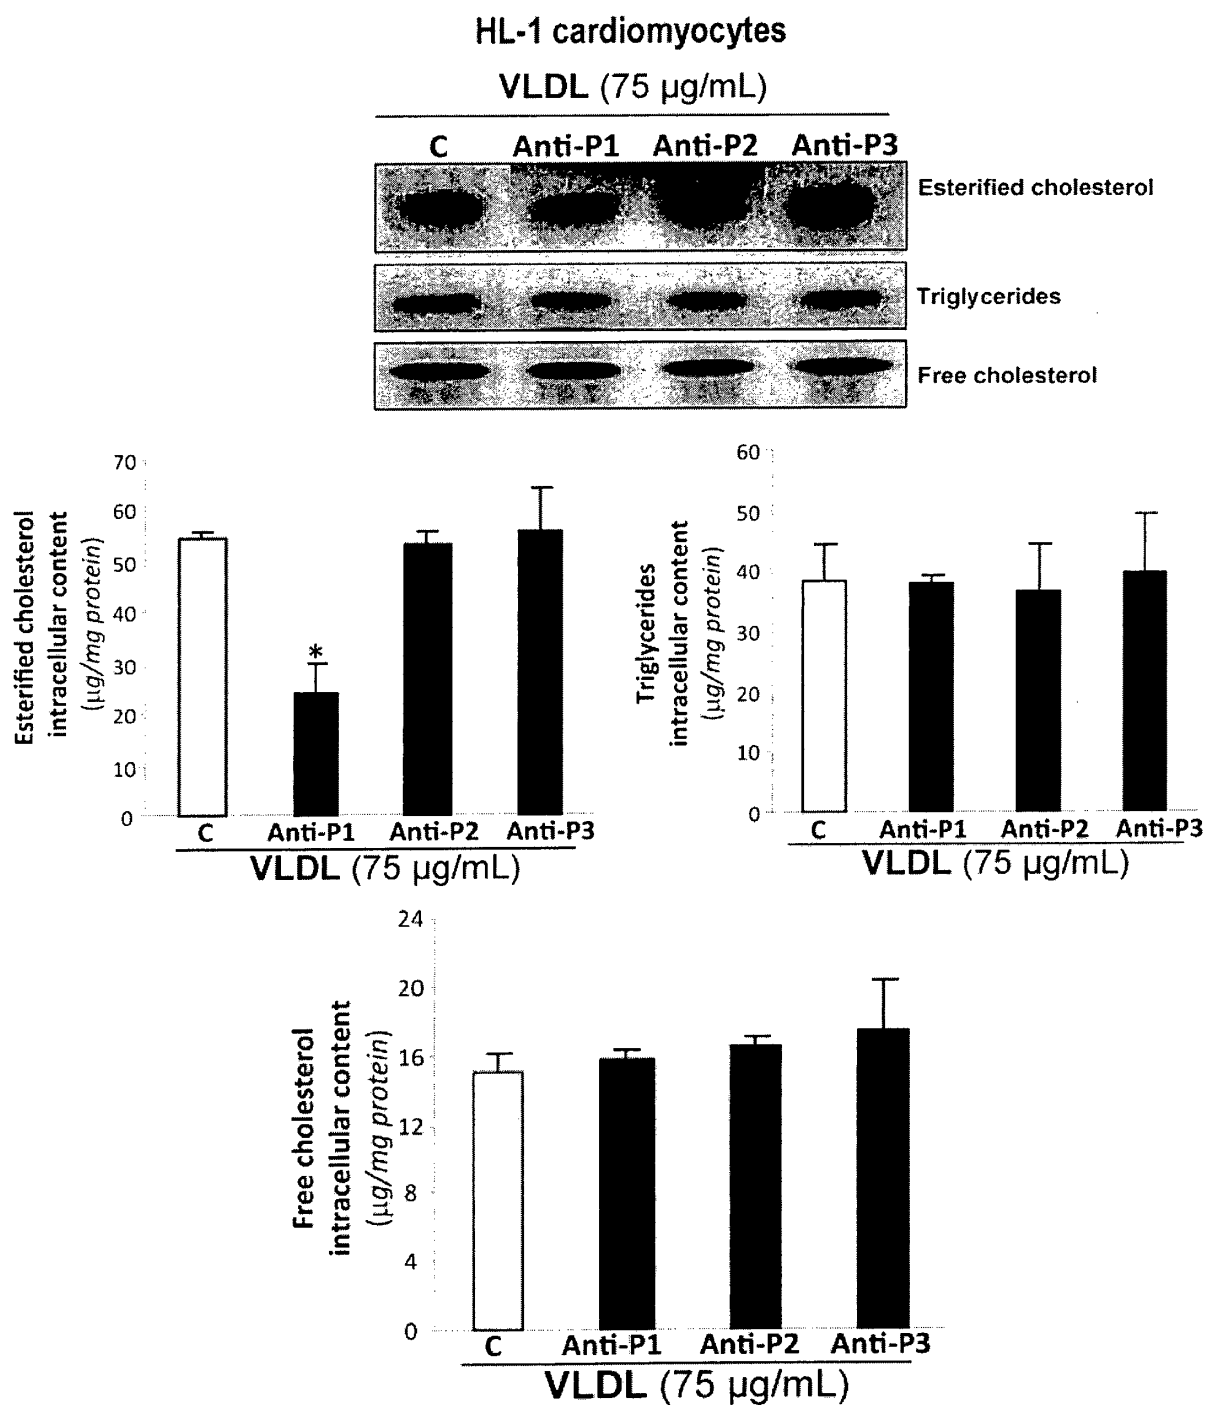 HL-1 cardiomyocytes
VLDL (75 µg/mL)
C Anti-P1 Anti-P2 Anti-P3
Esterified cholesterol
Triglycerides
Free cholesterol
Esterified cholesterol
intracellular content
(µg/mg protein)
70
60
50
40
30
20
10
0
*
C Anti-P1 Anti-P2 Anti-P3
VLDL (75 µg/mL)
Triglycerides
intracellular content
(µg/mg protein)
60
50
40
30
20
10
0
C Anti-P1 Anti-P2 Anti-P3
VLDL (75 µg/mL)
Free cholesterol
intracellular content
(µg/mg protein)
24
20
16
12
8
4
0
C Anti-P1 Anti-P2 Anti-P3
VLDL (75 µg/mL)